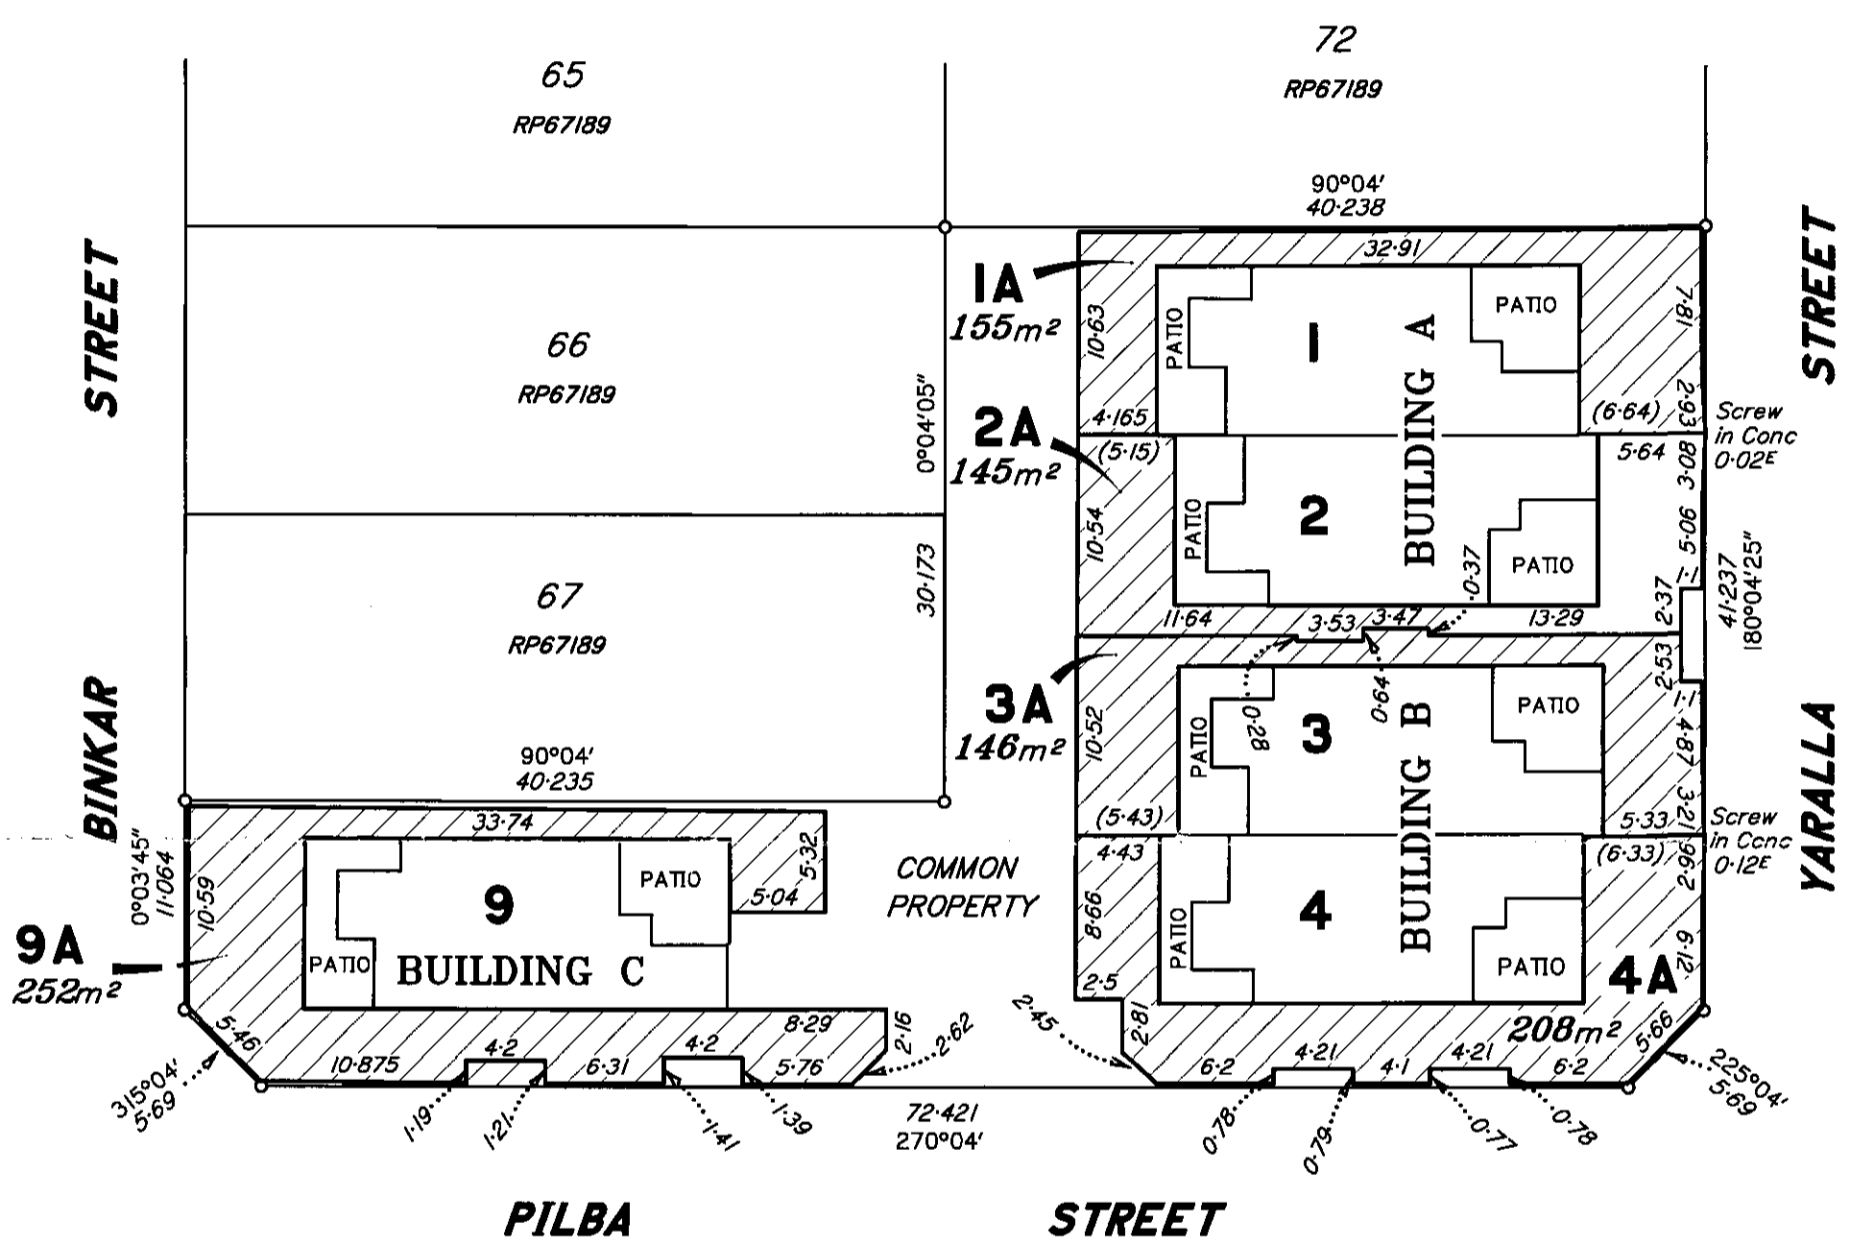 72
65
RP67189
RP67189
90°04'
40·238
STREET
STREET
32·91
1A
155m²
10·63
PATIO
1
PATIO
BUILDING A
7·81
66
RP67189
0°04'05"
30·173
4·165
(6·64)
2·93
Screw
in Conc
0·02ᴱ
2A
145m²
(5·15)
5·64
3·08
10·54
PATIO
2
PATIO
5·06
1·1
2·37
41·237
180°04'25"
0·37
11·64
3·53
3·47
13·29
67
RP67189
90°04'
40·235
3A
146m²
10·52
0·28
0·64
PATIO
3
PATIO
BUILDING B
2·53
1·1
4·87
3·21
BINKAR
YARALLA
(5·43)
5·33
Screw
in Conc
0·12ᴱ
33·74
5·32
5·04
0°03'45"
11·064
10·59
9
PATIO
PATIO
BUILDING C
9A
252m²
COMMON
PROPERTY
4·43
(6·33)
2·96
8·66
PATIO
4
PATIO
6·12
4A
208m²
2·5
2·81
2·45
5·66
225°04'
5·69
5·46
315°04'
5·69
8·29
2·16
2·62
10·875
4·2
6·31
4·2
5·76
6·2
4·21
4·1
4·21
6·2
1·19
1·21
1·41
1·39
72·421
270°04'
0·78
0·79
0·77
0·78
PILBA
STREET